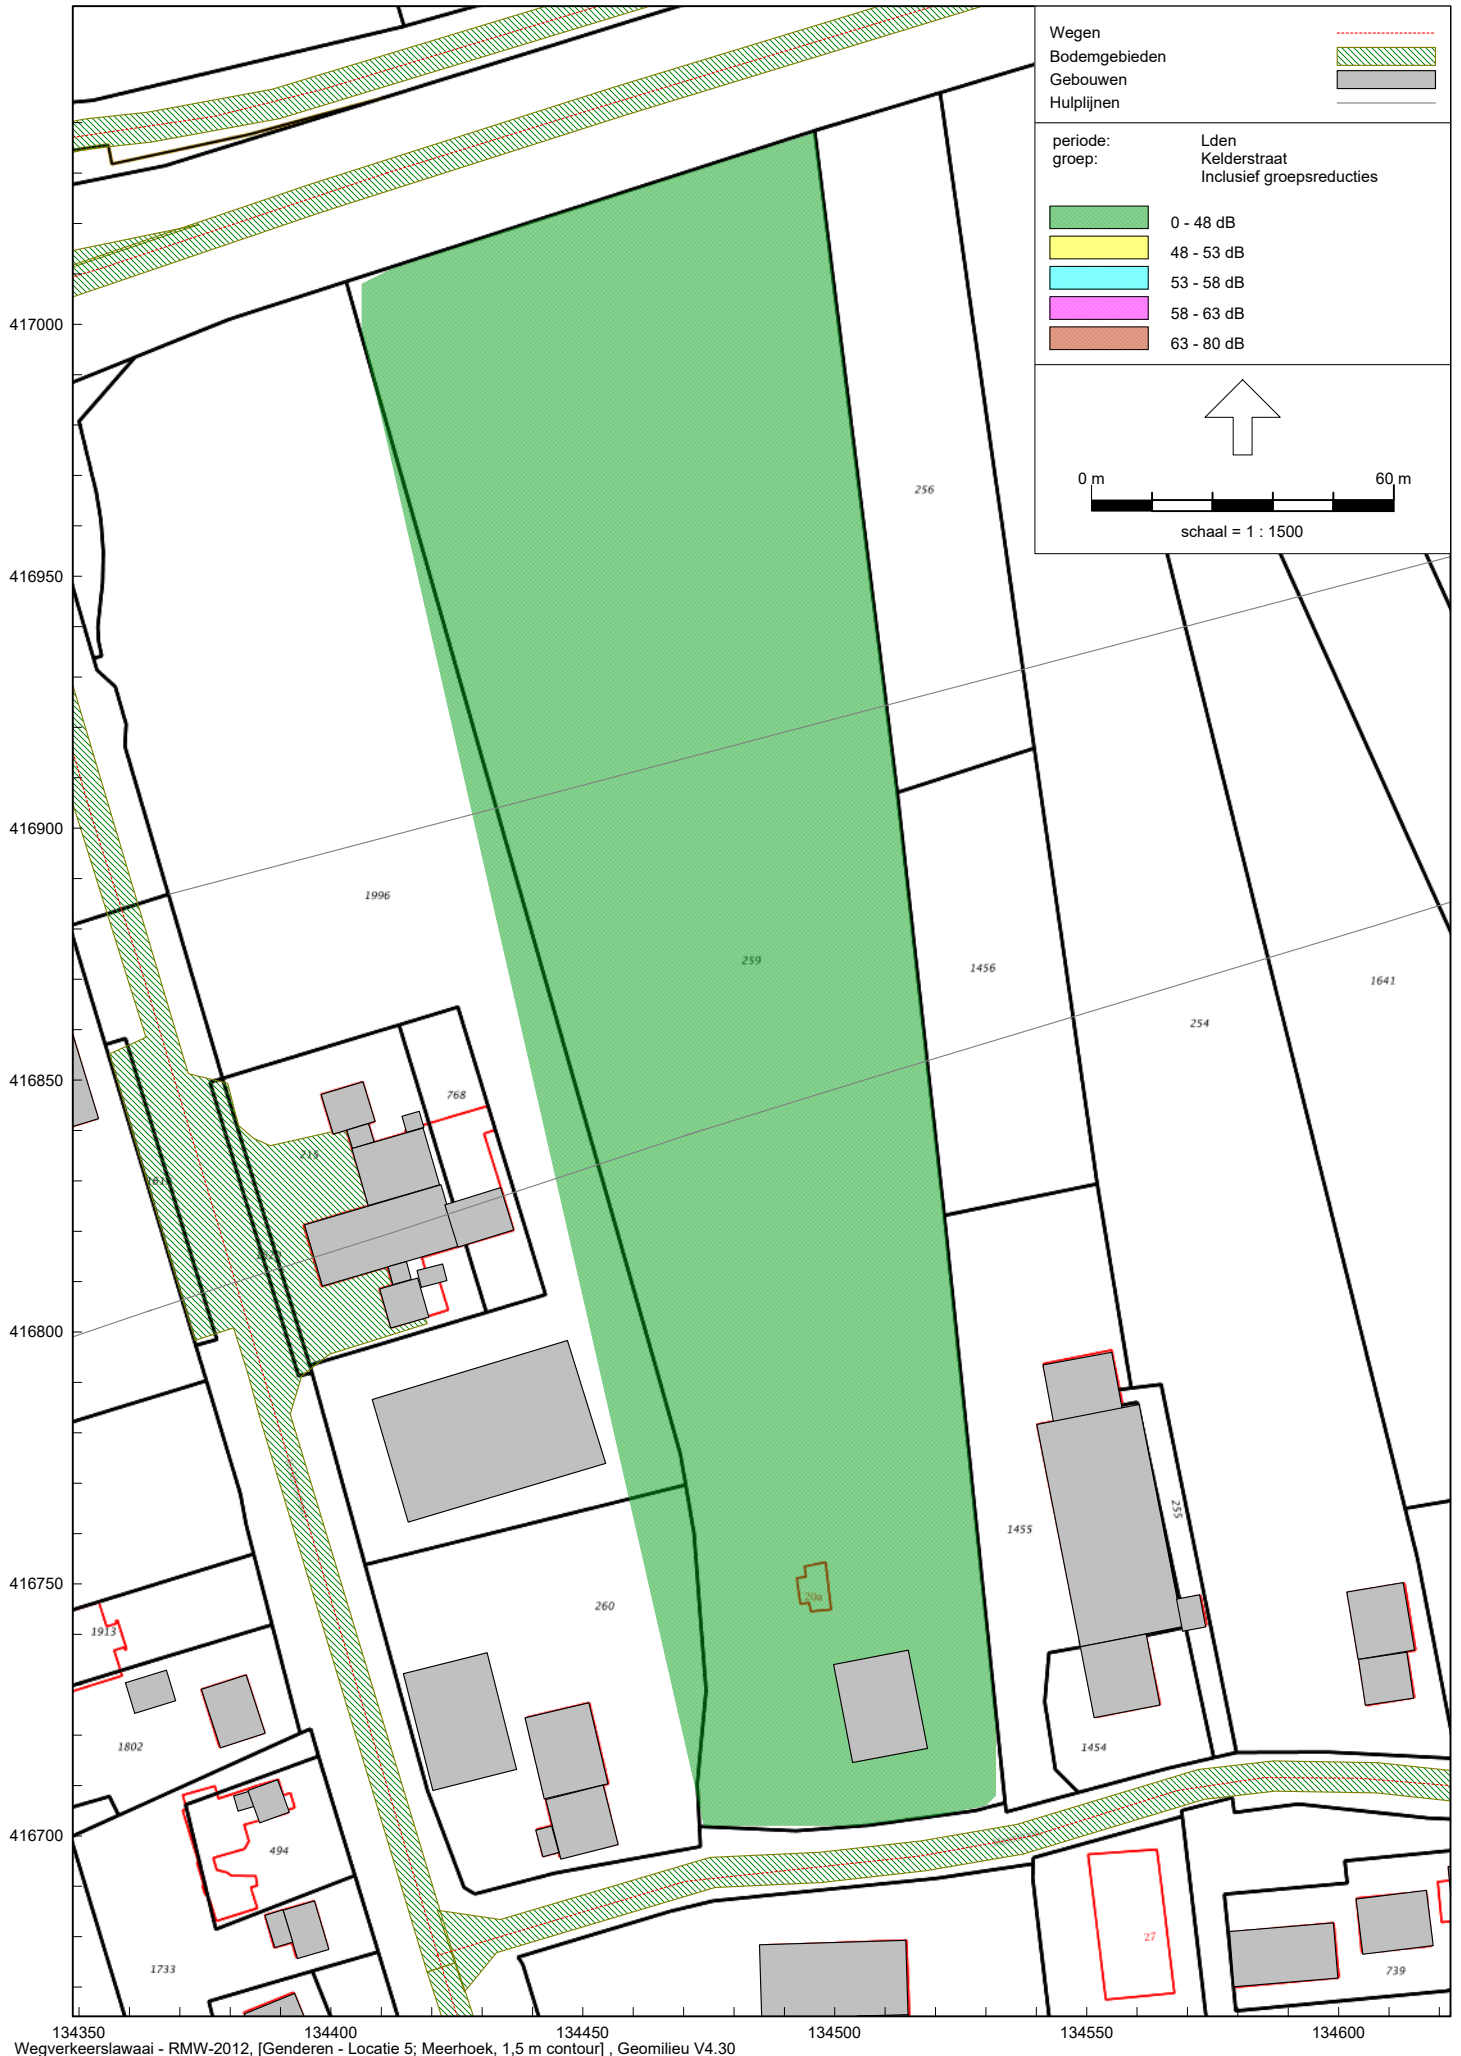 Wegen
Bodemgebieden
Gebouwen
Hulplijnen
periode: Lden
groep: Kelderstraat
Inclusief groepsreducties
0 - 48 dB
48 - 53 dB
53 - 58 dB
58 - 63 dB
63 - 80 dB
0 m 60 m
schaal = 1 : 1500
417000
416950
416900
416850
416800
416750
416700
256
1996
259
1456
1641
254
768
215
1455
255
260
20a
1913
1802
1454
494
1733
27
739
134350 134400 134450 134500 134550 134600
Wegverkeerslawaai - RMW-2012, [Genderen - Locatie 5; Meerhoek, 1,5 m contour] , Geomilieu V4.30